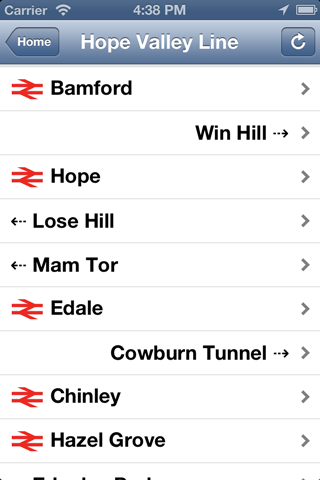 Carrier 4:38 PM
Home Hope Valley Line
Bamford
Win Hill ⇢
Hope
⇠ Lose Hill
⇠ Mam Tor
Edale
Cowburn Tunnel ⇢
Chinley
Hazel Grove